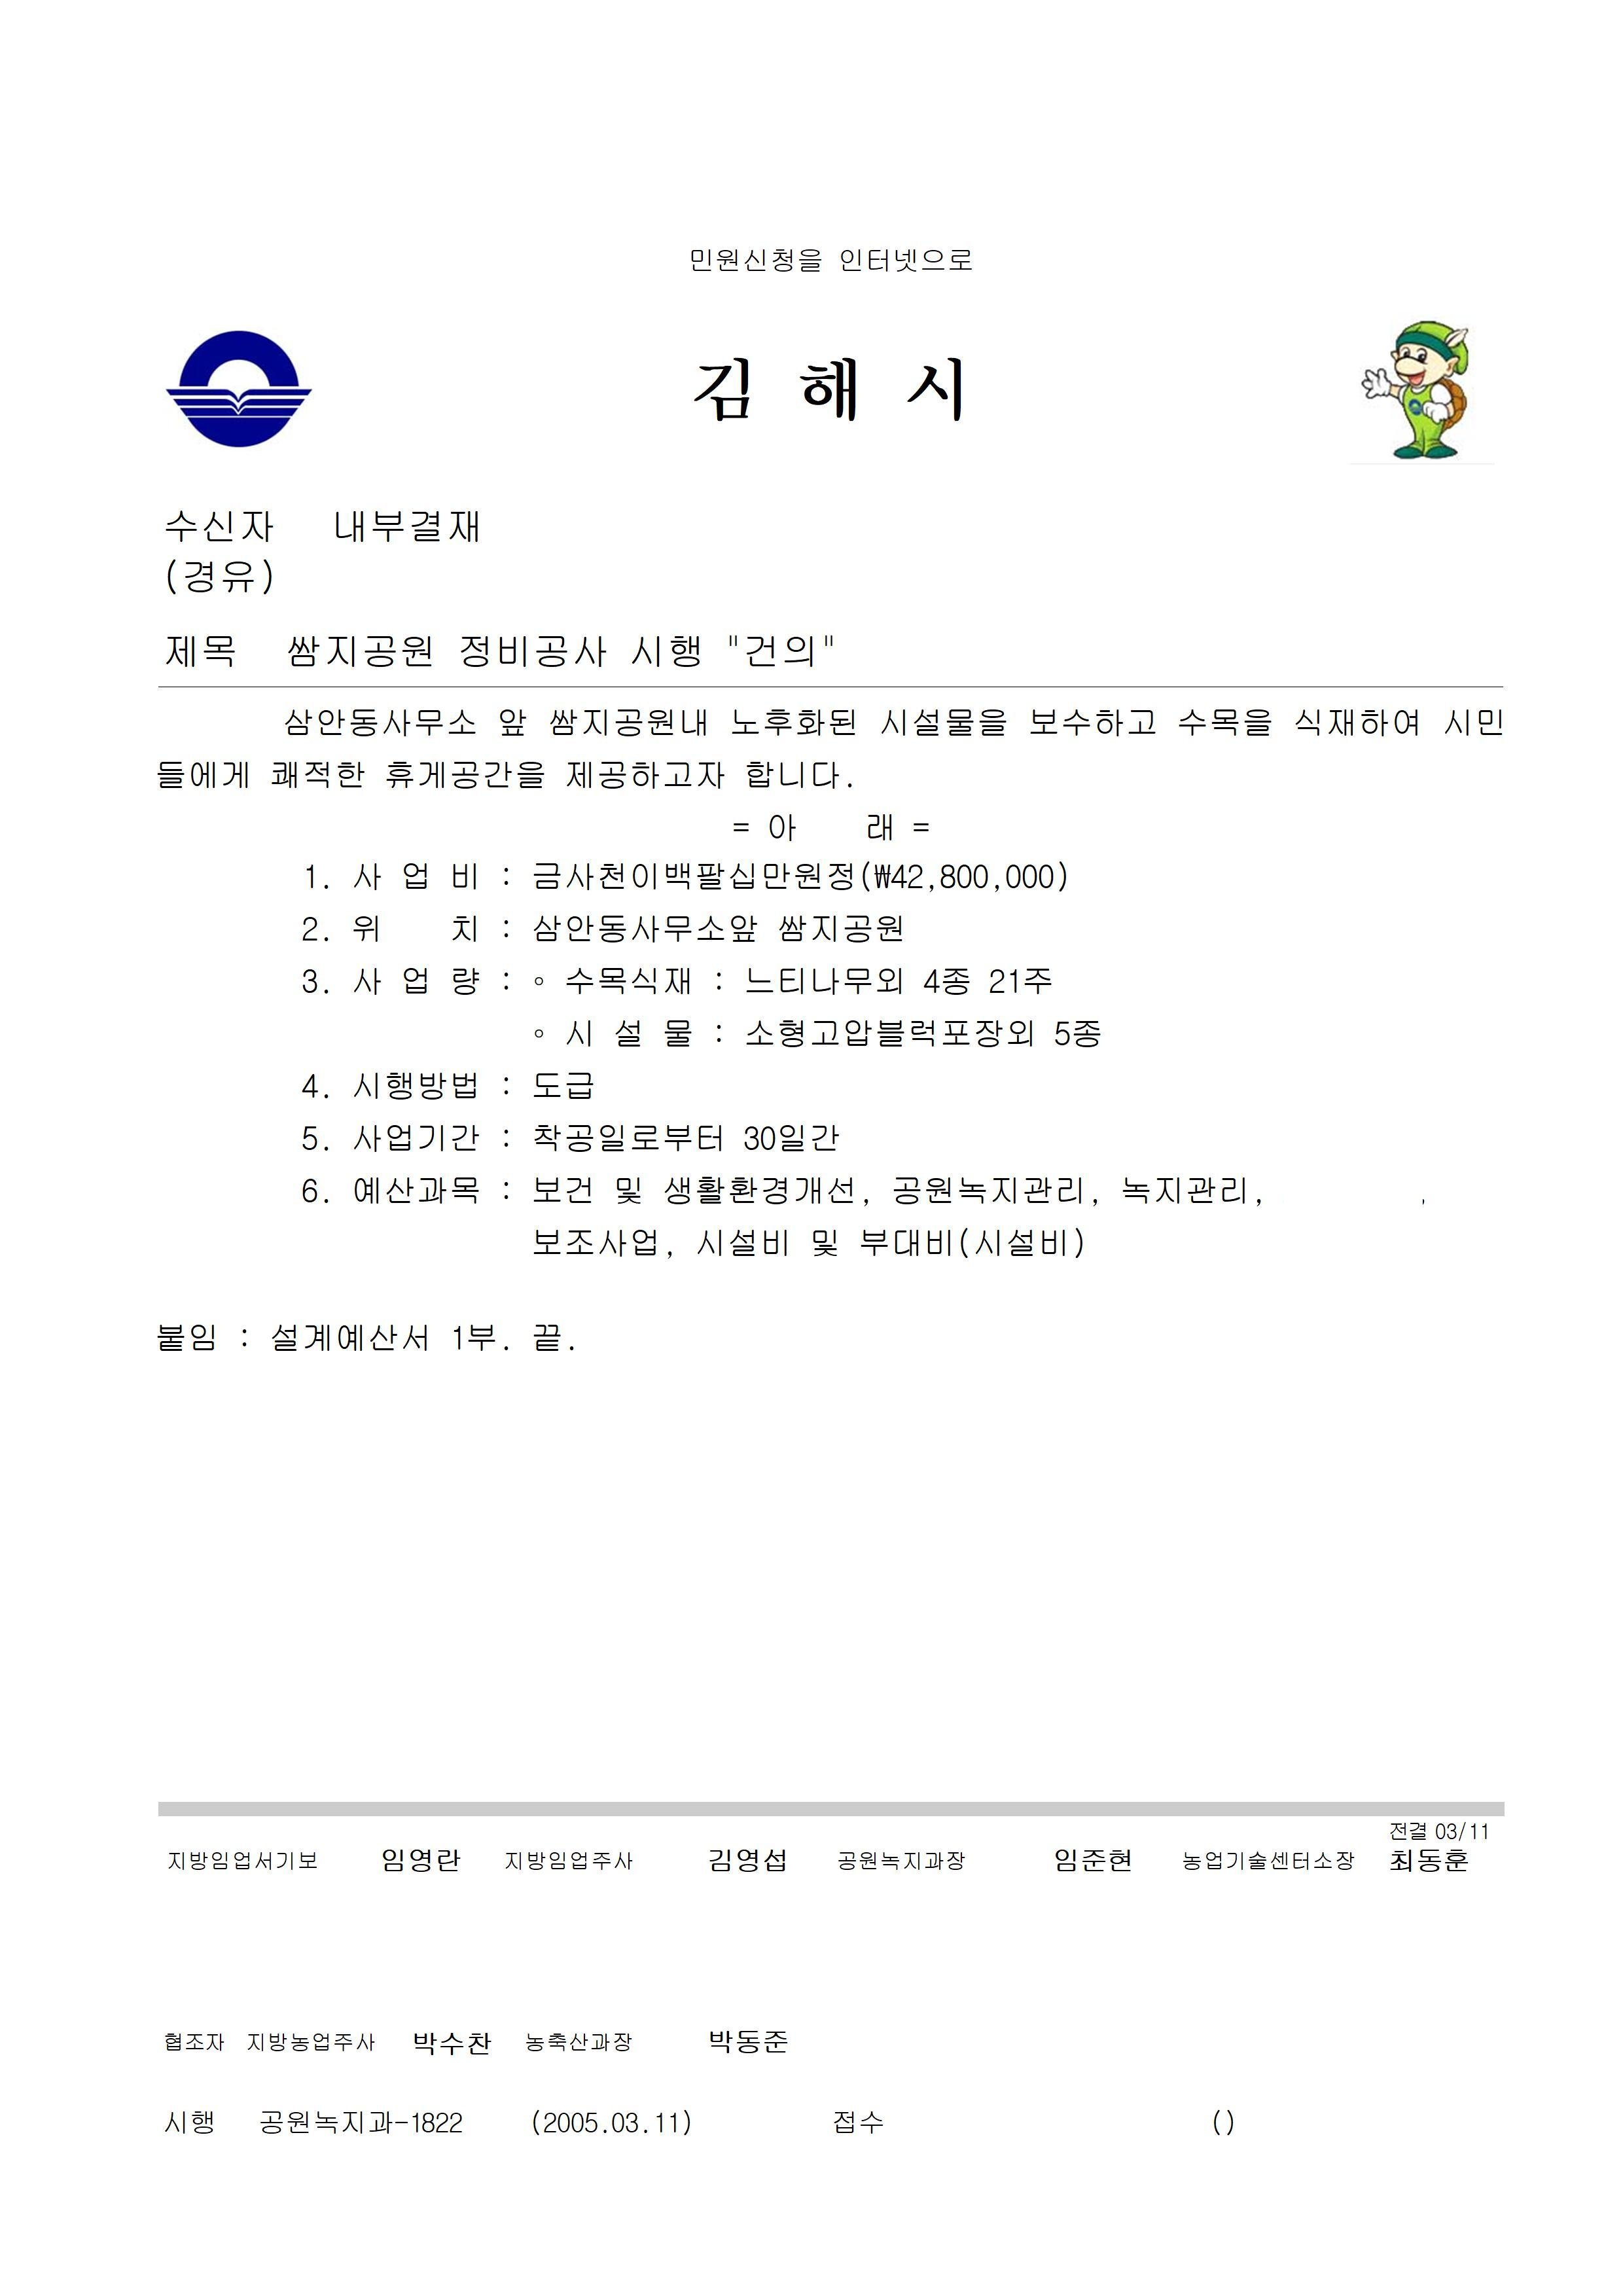 민원신청을 인터넷으로
김 해 시
수신자 내부결재
(경유)
제목 쌈지공원 정비공사 시행 "건의"
삼안동사무소 앞 쌈지공원내 노후화된 시설물을 보수하고 수목을 식재하여 시민
들에게 쾌적한 휴게공간을 제공하고자 합니다.
= 아 래 =
1. 사 업 비 : 금사천이백팔십만원정(₩42,800,000)
2. 위 치 : 삼안동사무소앞 쌈지공원
3. 사 업 량 : ◦ 수목식재 : 느티나무외 4종 21주
◦ 시 설 물 : 소형고압블럭포장외 5종
4. 시행방법 : 도급
5. 사업기간 : 착공일로부터 30일간
6. 예산과목 : 보건 및 생활환경개선, 공원녹지관리, 녹지관리, ,
보조사업, 시설비 및 부대비(시설비)
붙임 : 설계예산서 1부. 끝.
전결 03/11
지방임업서기보 임영란 지방임업주사 김영섭 공원녹지과장 임준현 농업기술센터소장 최동훈
협조자 지방농업주사 박수찬 농축산과장 박동준
시행 공원녹지과-1822 (2005.03.11) 접수 ()